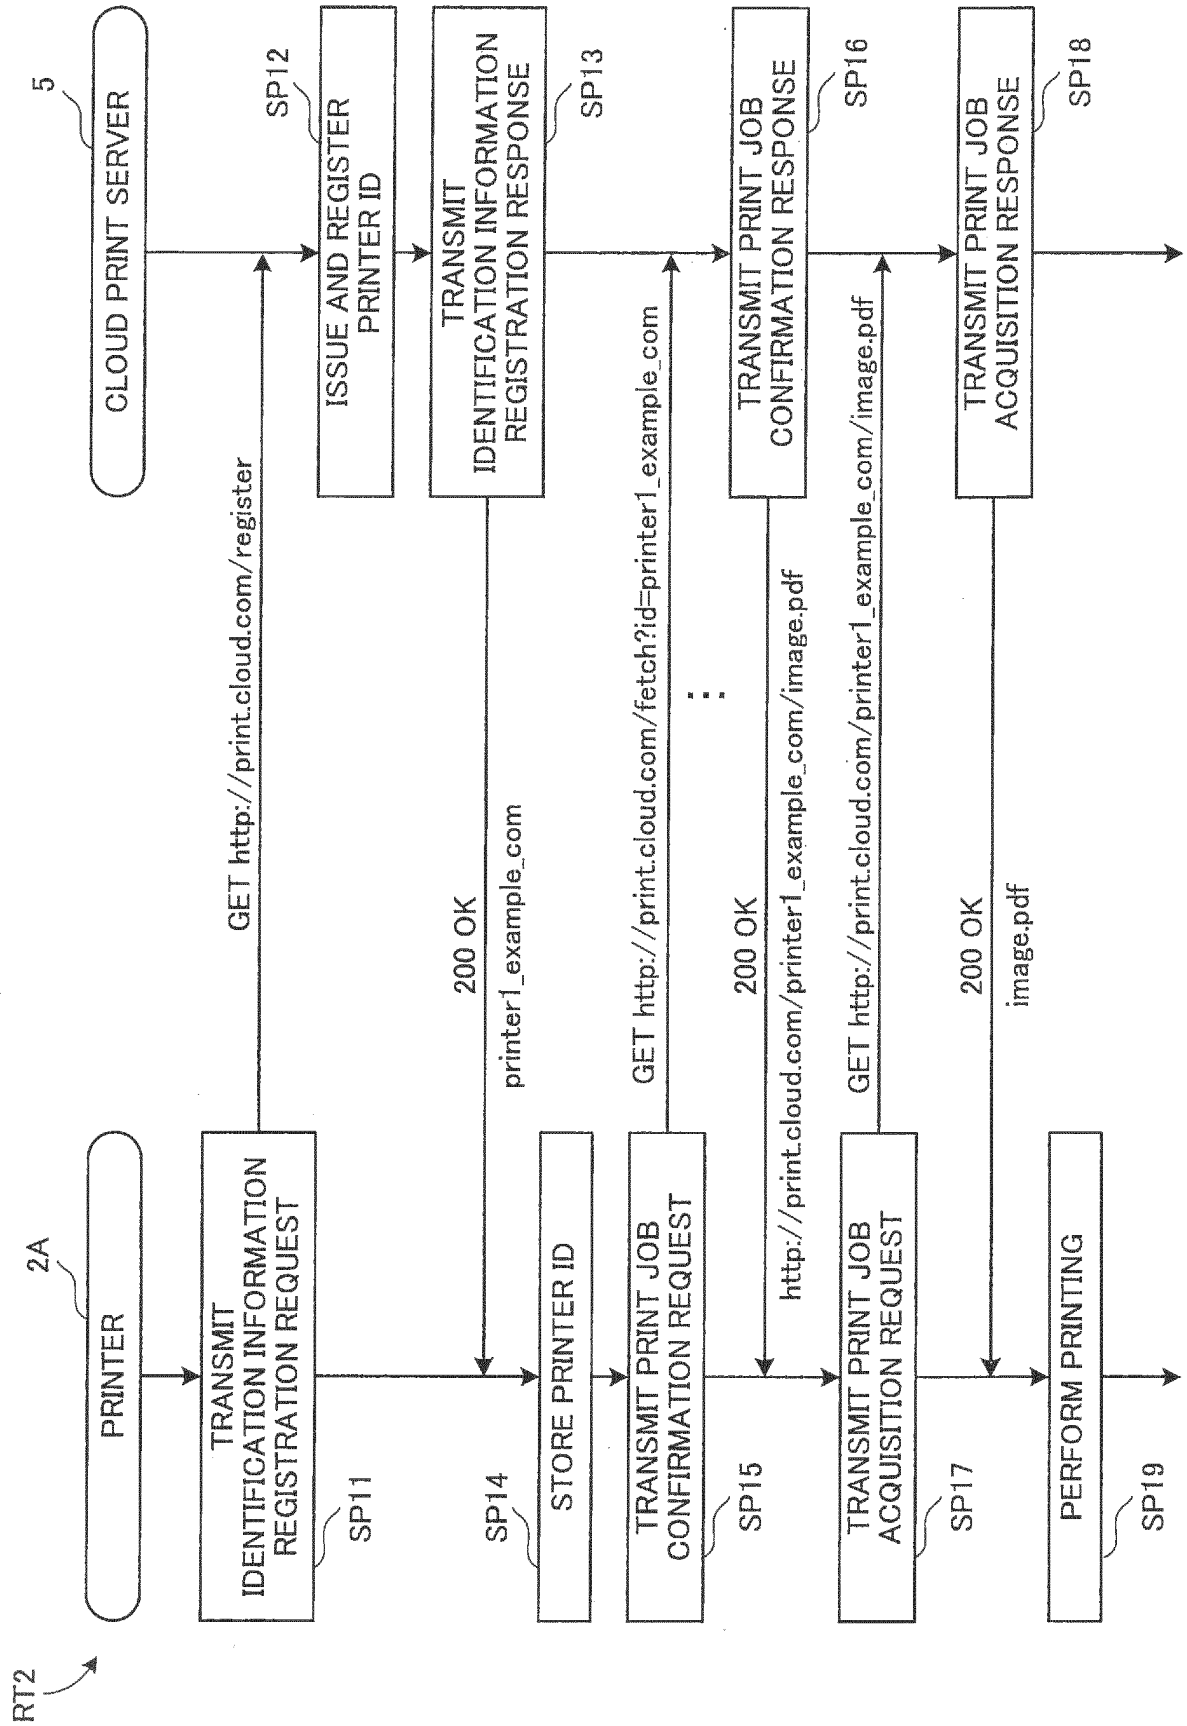 RT2
PRINTER
2A
CLOUD PRINT SERVER
5
TRANSMIT
IDENTIFICATION INFORMATION
REGISTRATION REQUEST
SP11
GET http://print.cloud.com/register
ISSUE AND REGISTER
PRINTER ID
SP12
TRANSMIT
IDENTIFICATION INFORMATION
REGISTRATION RESPONSE
SP13
200 OK
printer1_example_com
STORE PRINTER ID
SP14
TRANSMIT PRINT JOB
CONFIRMATION REQUEST
SP15
GET http://print.cloud.com/fetch?id=printer1_example_com
...
TRANSMIT PRINT JOB
CONFIRMATION RESPONSE
SP16
200 OK
http://print.cloud.com/printer1_example_com/image.pdf
TRANSMIT PRINT JOB
ACQUISITION REQUEST
SP17
GET http://print.cloud.com/printer1_example_com/image.pdf
TRANSMIT PRINT JOB
ACQUISITION RESPONSE
SP18
200 OK
image.pdf
PERFORM PRINTING
SP19